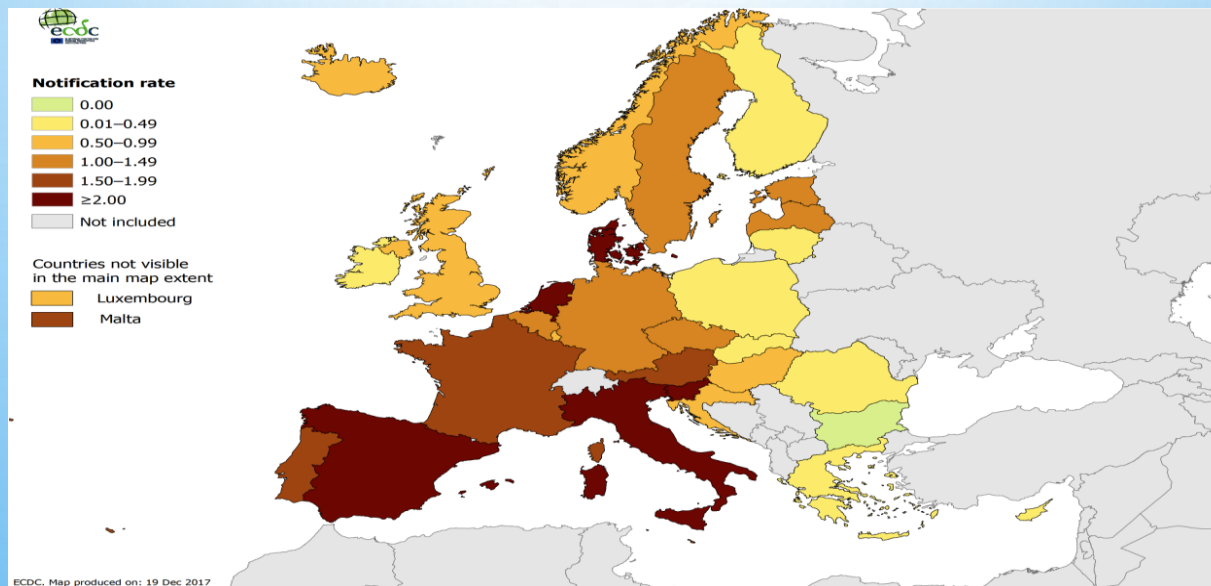 ecdc
Notification rate
0.00
0.01–0.49
0.50–0.99
1.00–1.49
1.50–1.99
≥2.00
Not included
Countries not visible
in the main map extent
Luxembourg
Malta
ECDC. Map produced on: 19 Dec 2017